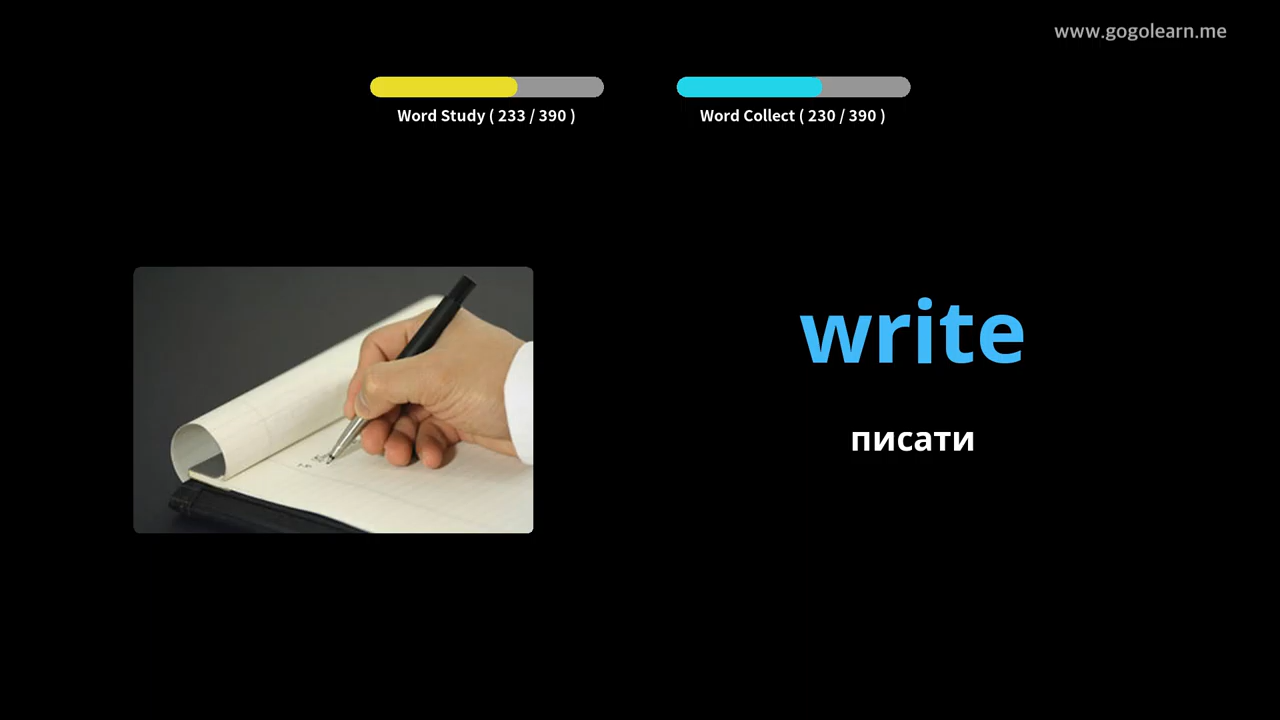 www.gogolearn.me
Word Study ( 233 / 390 )
Word Collect ( 230 / 390 )
write
писати